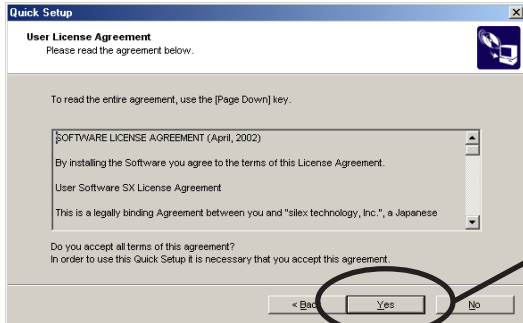 Quick Setup
User License Agreement
Please read the agreement below.
To read the entire agreement, use the [Page Down] key.
SOFTWARE LICENSE AGREEMENT (April, 2002)
By installing the Software you agree to the terms of this License Agreement.
User Software SX License Agreement
This is a legally binding Agreement between you and "silex technology, Inc.", a Japanese
Do you accept all terms of this agreement?
In order to use this Quick Setup it is necessary that you accept this agreement.
< Bac Yes No